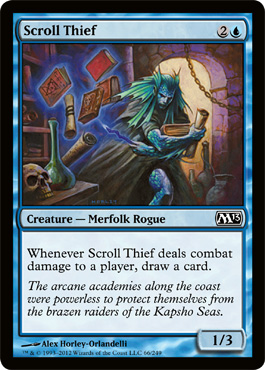 Scroll Thief
2
HORLEY
Creature — Merfolk Rogue
M13
Whenever Scroll Thief deals combat
damage to a player, draw a card.
The arcane academies along the coast
were powerless to protect themselves from
the brazen raiders of the Kapsho Seas.
Alex Horley-Orlandelli
1/3
™ & © 1993–2012 Wizards of the Coast LLC 66/249